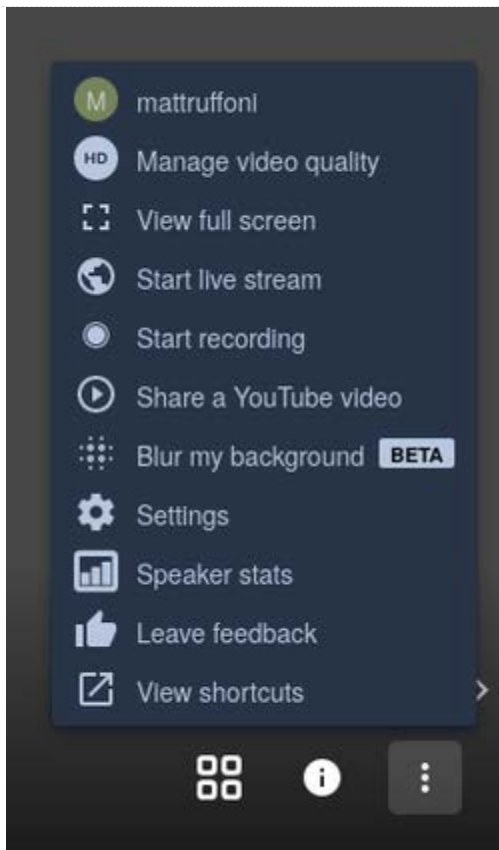 M mattruffoni
HD Manage video quality
View full screen
Start live stream
Start recording
Share a YouTube video
Blur my background BETA
Settings
Speaker stats
Leave feedback
View shortcuts